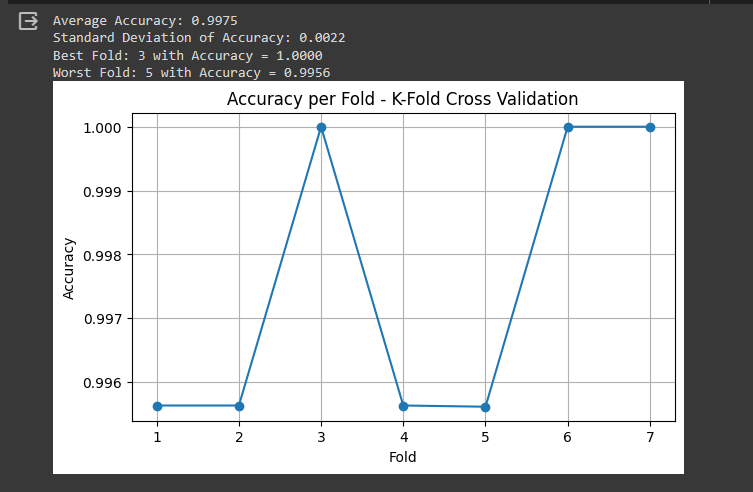 Average Accuracy: 0.9975
Standard Deviation of Accuracy: 0.0022
Best Fold: 3 with Accuracy = 1.0000
Worst Fold: 5 with Accuracy = 0.9956
Accuracy per Fold - K-Fold Cross Validation
1.000
0.999
0.998
0.997
0.996
Accuracy
1 2 3 4 5 6 7
Fold